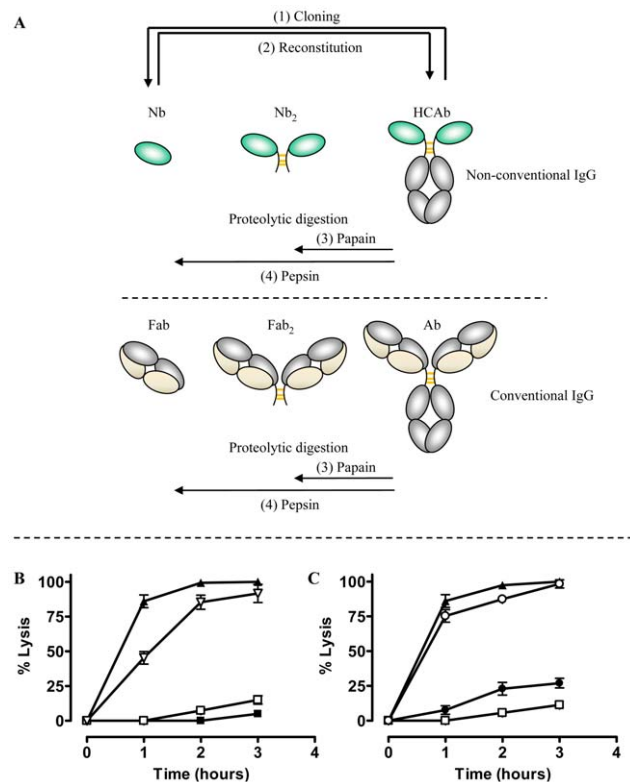 A
(1) Cloning
(2) Reconstitution
Nb
Nb2
HCAb
Non-conventional IgG
Proteolytic digestion
(3) Papain
(4) Pepsin
Fab
Fab2
Ab
Conventional IgG
Proteolytic digestion
(3) Papain
(4) Pepsin
B
% Lysis
100
75
50
25
0
0 1 2 3 4
Time (hours)
C
% Lysis
100
75
50
25
0
0 1 2 3 4
Time (hours)